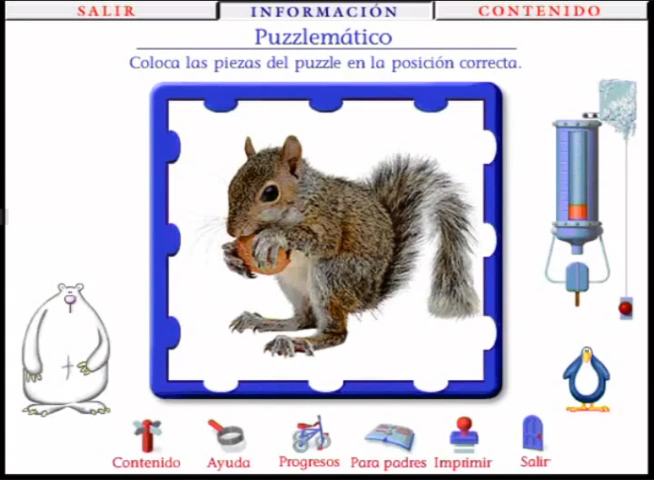 SALIR
INFORMACIÓN
CONTENIDO
Puzzlemático
Coloca las piezas del puzzle en la posición correcta.
Contenido
Ayuda
Progresos
Para padres
Imprimir
Salir